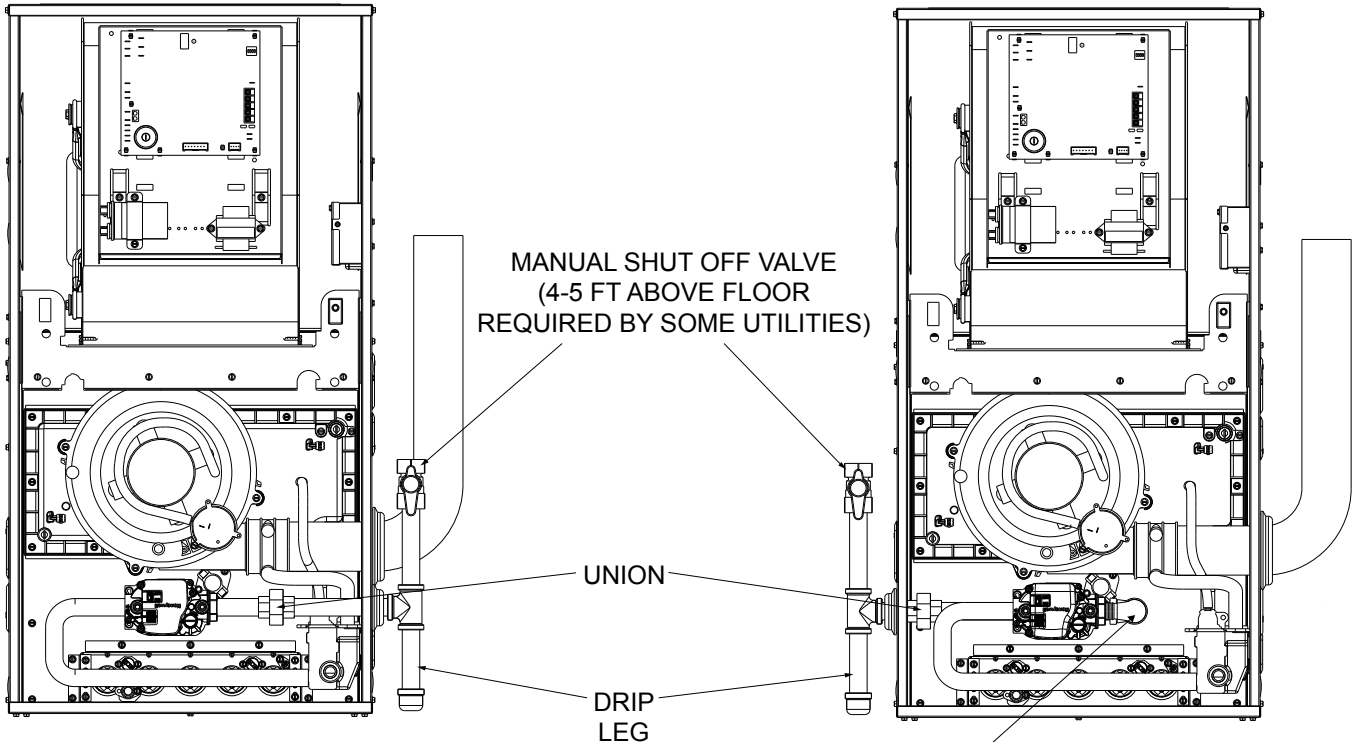 MANUAL SHUT OFF VALVE
(4-5 FT ABOVE FLOOR
REQUIRED BY SOME UTILITIES)
UNION
DRIP
LEG